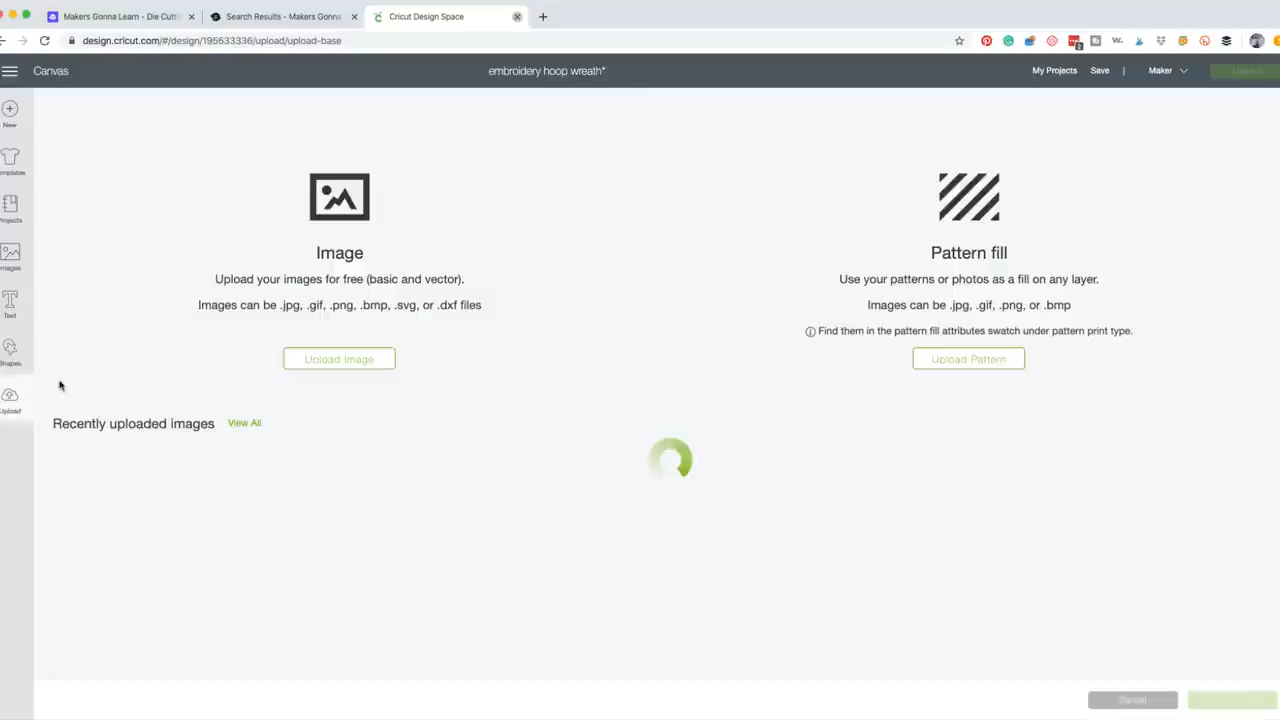 Makers Gonna Learn - Die Cutt
Search Results - Makers Gonna
Cricut Design Space
design.cricut.com/#/design/195633336/upload/upload-base
Canvas
embroidery hoop wreath*
My Projects
Save
|
Maker
New
mplates
rojects
mages
Text
Shapes
Upload
Image
Upload your images for free (basic and vector).
Images can be .jpg, .gif, .png, .bmp, .svg, or .dxf files
Upload Image
Pattern fill
Use your patterns or photos as a fill on any layer.
Images can be .jpg, .gif, .png, or .bmp
Find them in the pattern fill attributes swatch under pattern print type.
Upload Pattern
Recently uploaded images
View All
Cancel